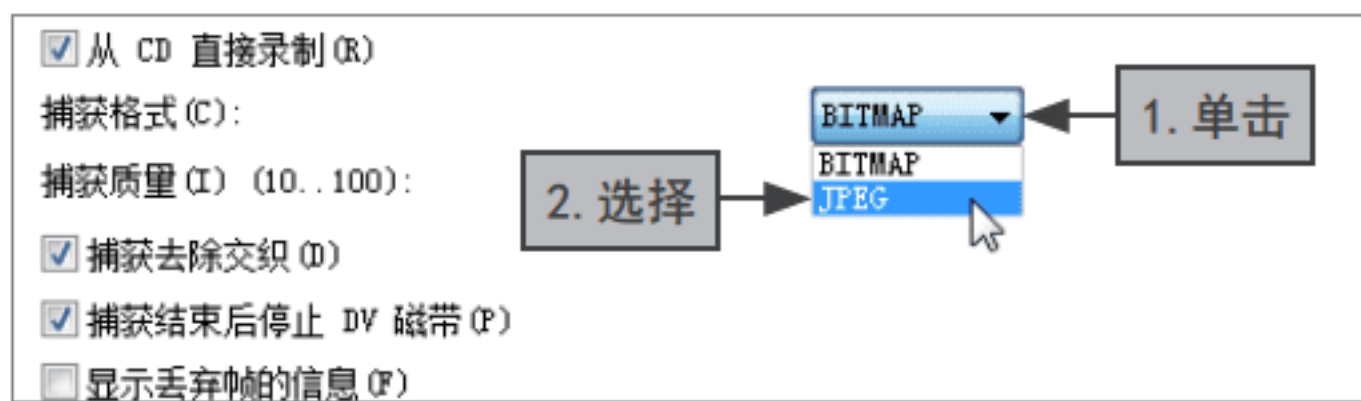 从 CD 直接录制(R)
捕获格式(C):
BITMAP
1. 单击
BITMAP
捕获质量(I) (10..100):
2. 选择
JPEG
捕获去除交织(D)
捕获结束后停止 DV 磁带(P)
显示丢弃帧的信息(F)